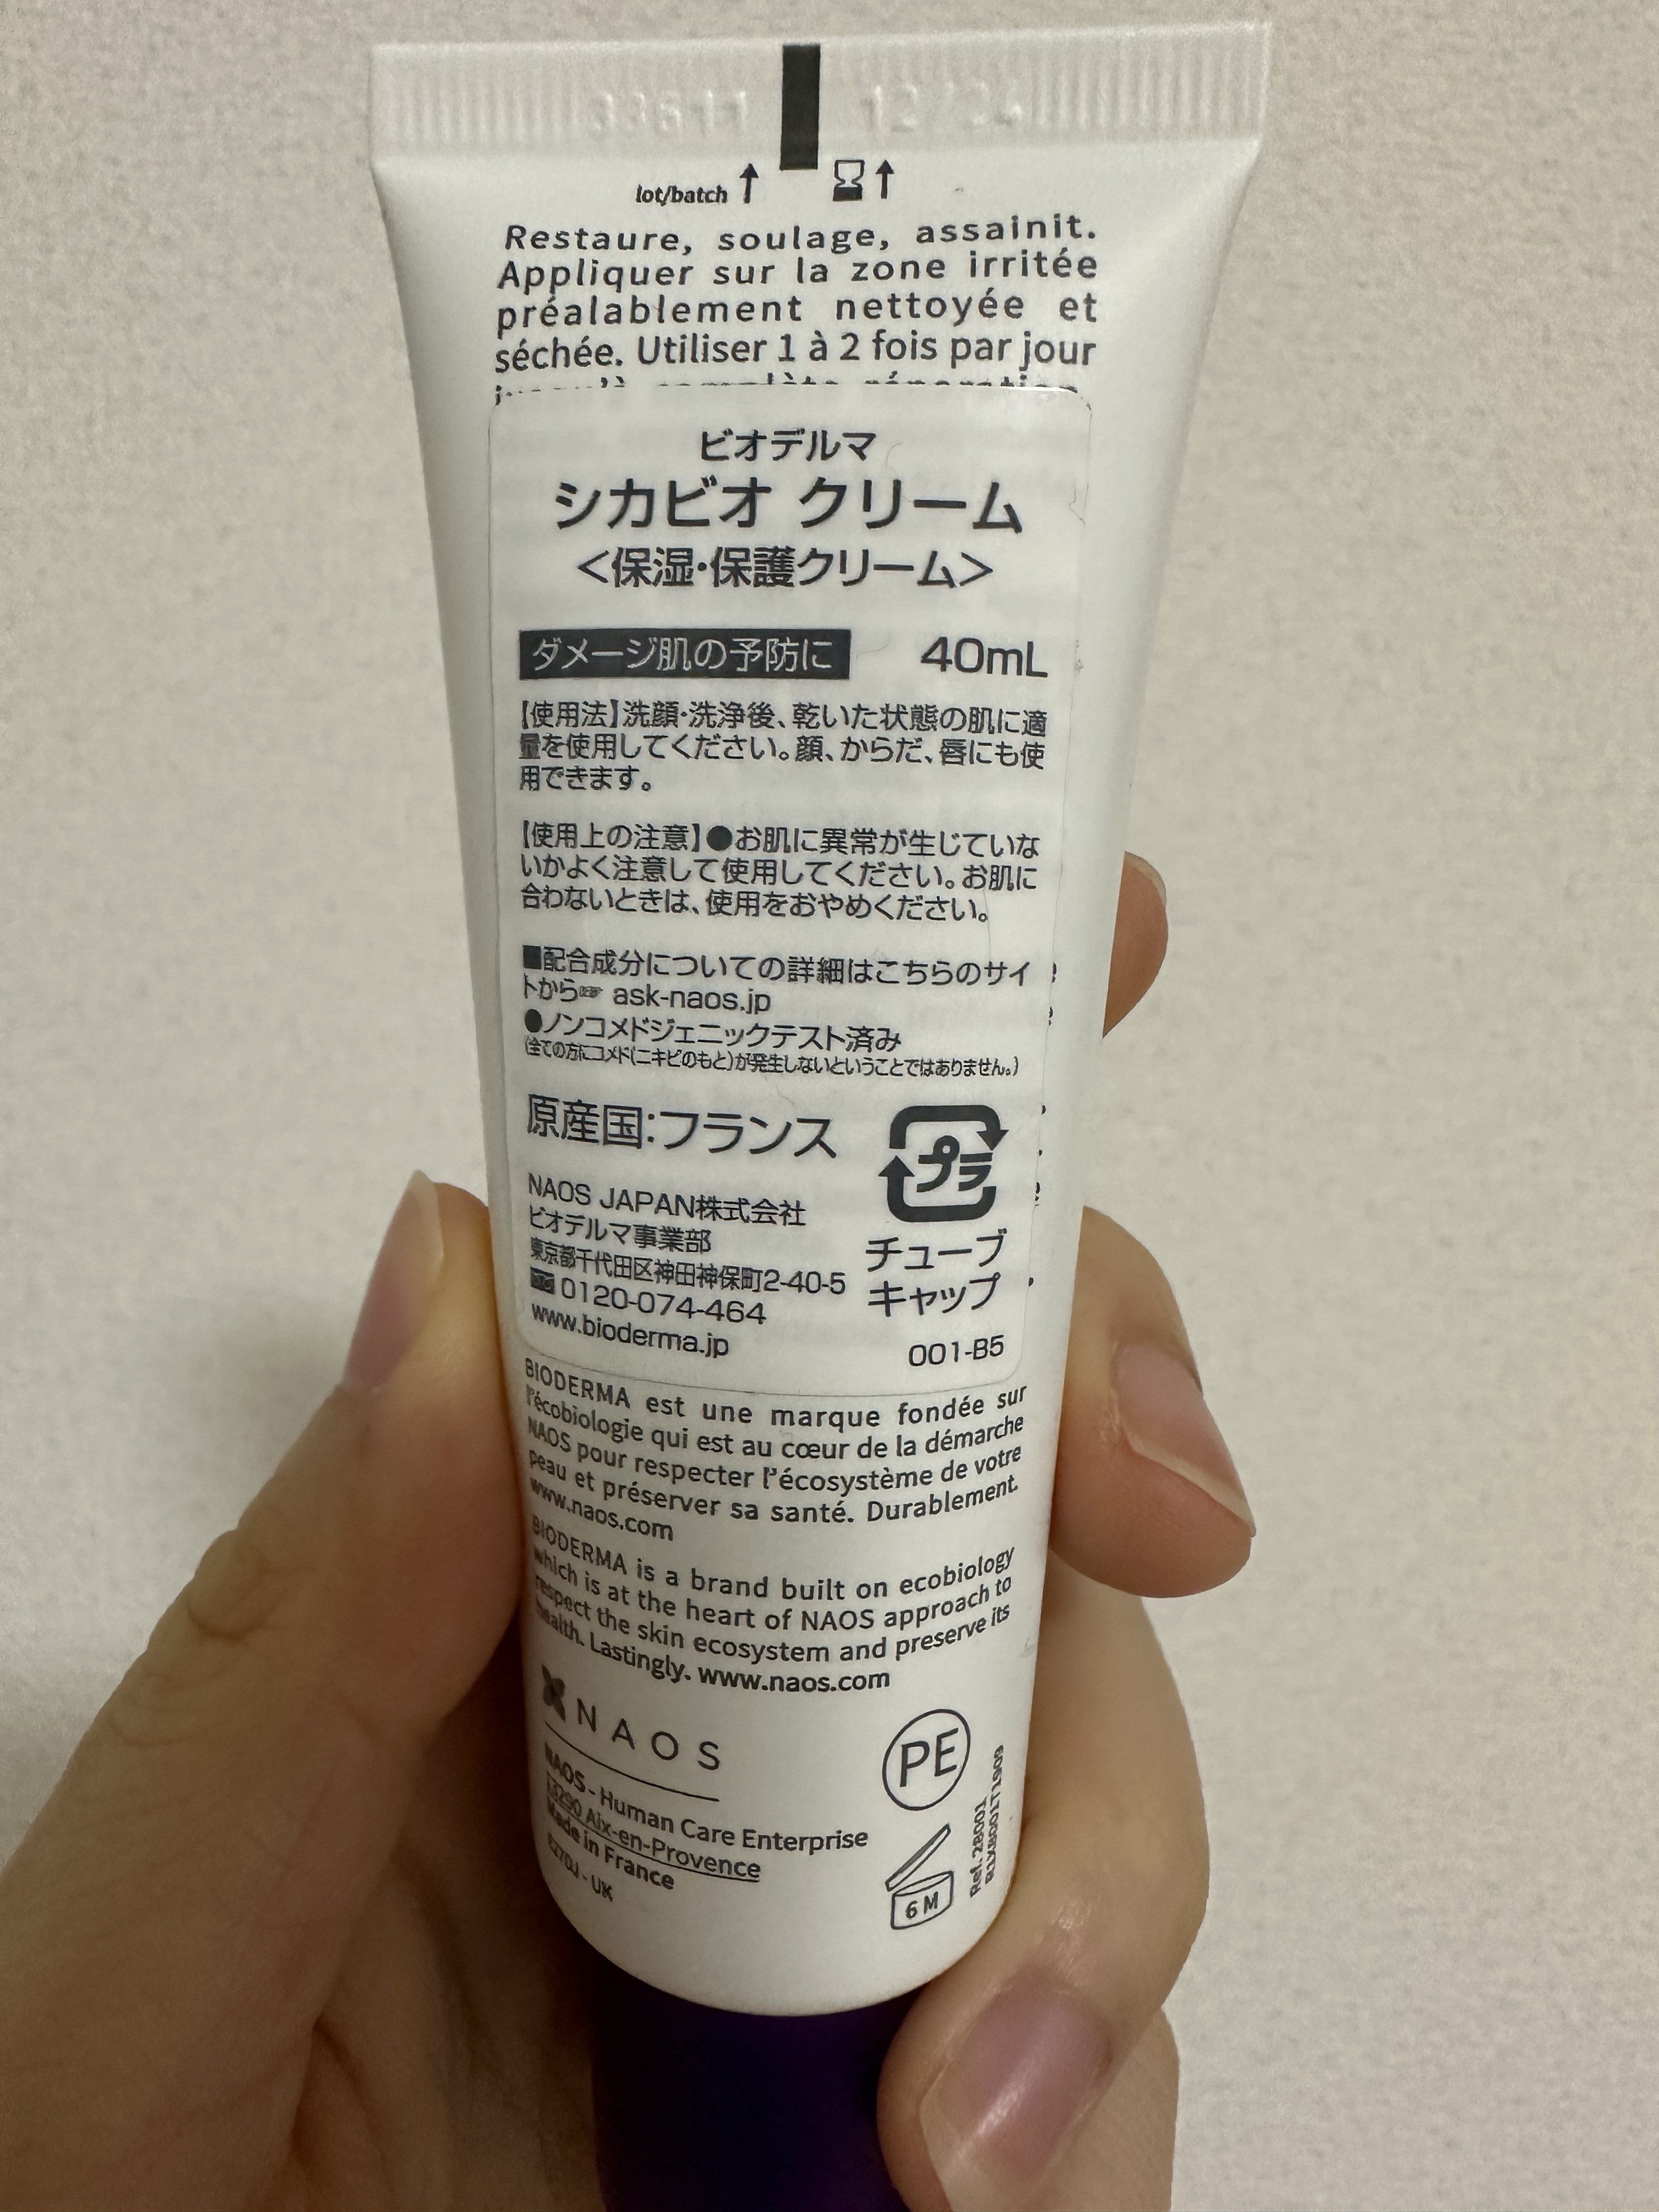 lot/batch
Restaure, soulage, assainit.
Appliquer sur la zone irritée
préalablement nettoyée et
séchée. Utiliser 1 à 2 fois par jour
ビオデルマ
シカビオ クリーム
<保湿・保護クリーム>
ダメージ肌の予防に 40mL
【使用法】洗顔・洗浄後、乾いた状態の肌に適
量を使用してください。顔、からだ、唇にも使
用できます。
【使用上の注意】●お肌に異常が生じていな
いかよく注意して使用してください。お肌に
合わないときは、使用をおやめください。
■配合成分についての詳細はこちらのサイ
トから☞ ask-naos.jp
●ノンコメドジェニックテスト済み
(全ての方にコメド(ニキビのもと)が発生しないということではありません。)
原産国:フランス
プラ
チューブ
キャップ
NAOS JAPAN株式会社
ビオデルマ事業部
東京都千代田区神田神保町2-40-5
0120-074-464
www.bioderma.jp
001-B5
BIODERMA est une marque fondée sur
l'écobiologie qui est au cœur de la démarche
NAOS pour respecter l'écosystème de votre
peau et préserver sa santé. Durablement.
www.naos.com
BIODERMA is a brand built on ecobiology
which is at the heart of NAOS approach to
respect the skin ecosystem and preserve its
health. Lastingly. www.naos.com
NAOS
PE
NAOS - Human Care Enterprise
13290 Aix-en-Provence
Made in France
UK
6 M
Ref. 28001